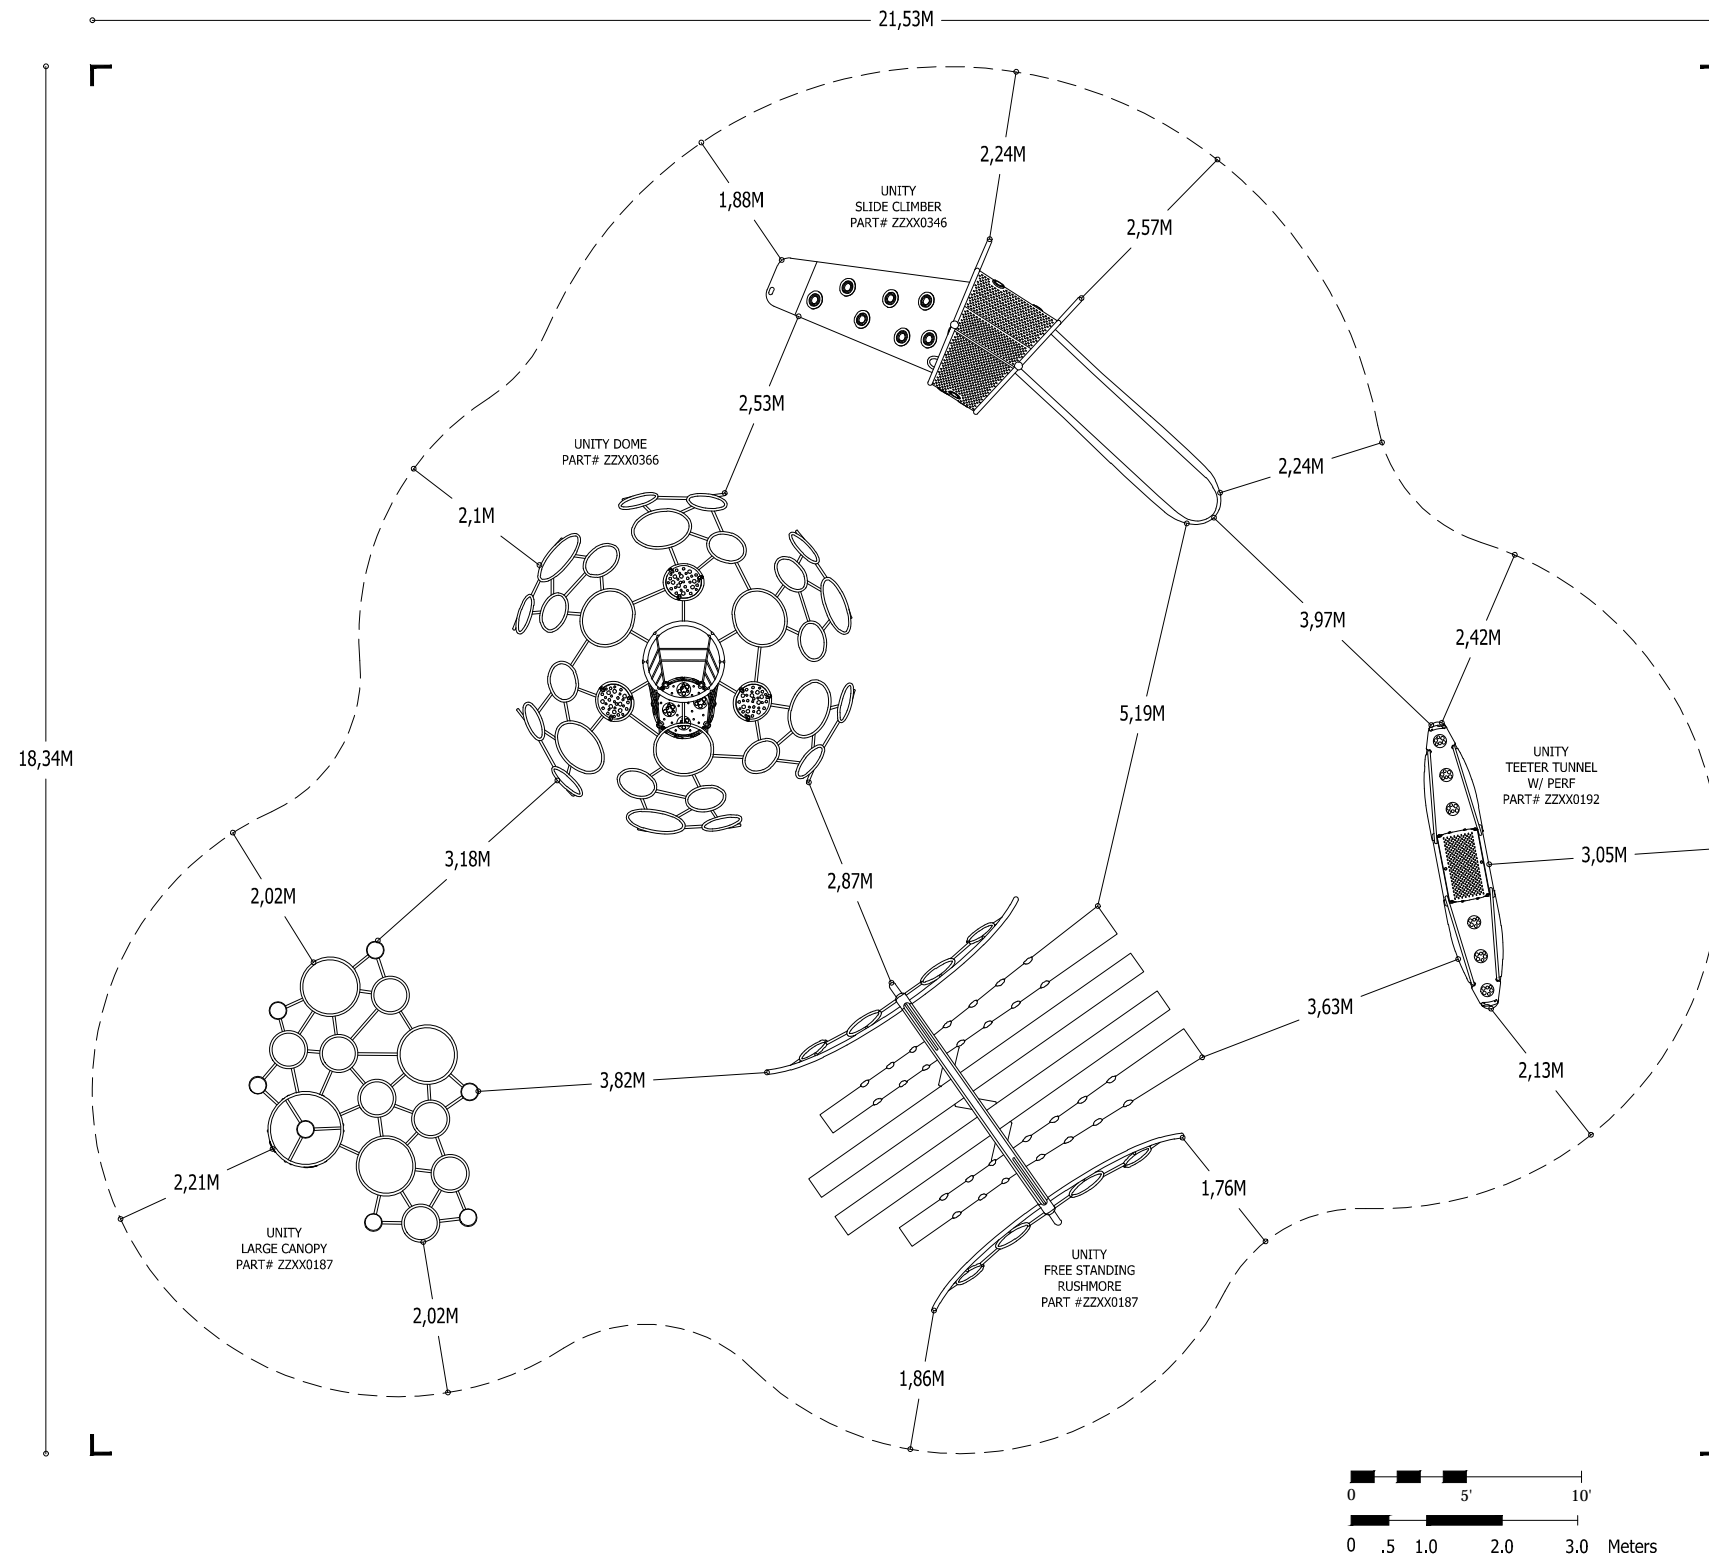 21,53M
2,24M
1,88M
UNITY
SLIDE CLIMBER
PART# ZZXX0346
2,57M
2,53M
UNITY DOME
PART# ZZXX0366
2,24M
2,1M
3,97M
2,42M
5,19M
18,34M
UNITY
TEETER TUNNEL
W/ PERF
PART# ZZXX0192
3,18M
3,05M
2,87M
2,02M
3,63M
3,82M
2,13M
2,21M
1,76M
UNITY
LARGE CANOPY
PART# ZZXX0187
UNITY
FREE STANDING
RUSHMORE
PART #ZZXX0187
2,02M
1,86M
0 5' 10'
0 .5 1.0 2.0 3.0 Meters